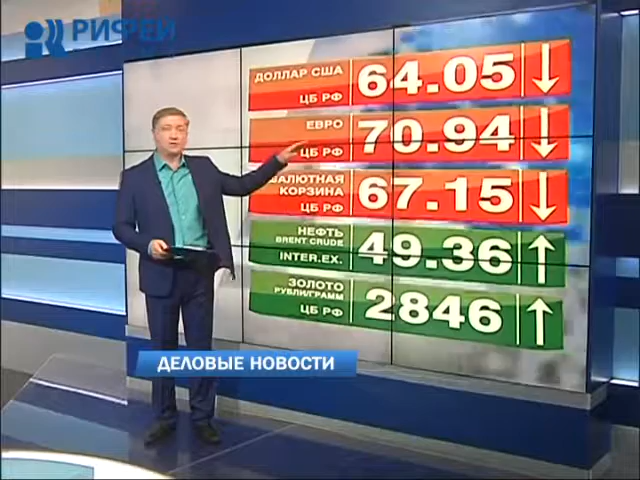 РИФЕЙ
ДОЛЛАР США
ЦБ РФ
64.05
ЕВРО
ЦБ РФ
70.94
ВАЛЮТНАЯ
КОРЗИНА
ЦБ РФ
67.15
НЕФТЬ
BRENT CRUDE
INTER.EX.
49.36
ЗОЛОТО
РУБЛИ/ГРАММ
ЦБ РФ
2846
ДЕЛОВЫЕ НОВОСТИ